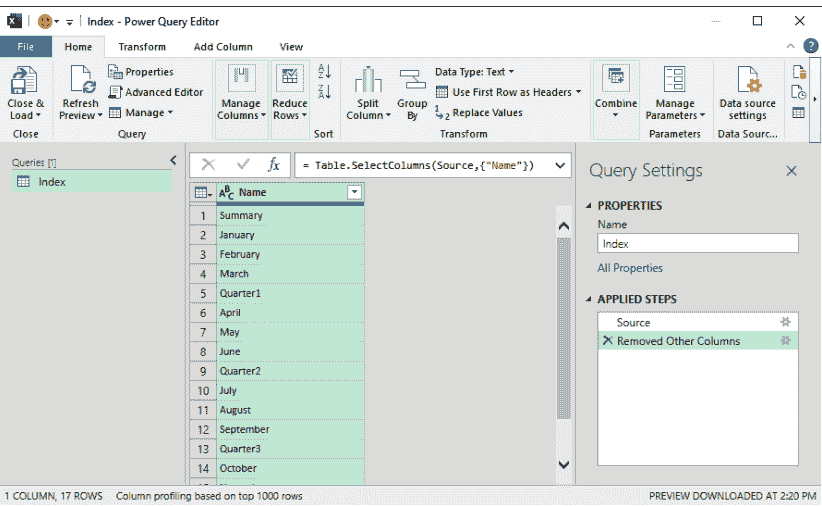 Index - Power Query Editor
File Home Transform Add Column View
Close & Load
Refresh Preview
Properties
Advanced Editor
Manage
Manage Columns
Reduce Rows
Split Column
Group By
Data Type: Text
Use First Row as Headers
Replace Values
Combine
Manage Parameters
Data source settings
Close Query Sort Transform Parameters Data Sourc...
Queries [1]
Index
fx = Table.SelectColumns(Source,{"Name"})
ABC Name
1 Summary
2 January
3 February
4 March
5 Quarter1
6 April
7 May
8 June
9 Quarter2
10 July
11 August
12 September
13 Quarter3
14 October
Query Settings
PROPERTIES
Name
Index
All Properties
APPLIED STEPS
Source
Removed Other Columns
1 COLUMN, 17 ROWS Column profiling based on top 1000 rows PREVIEW DOWNLOADED AT 2:20 PM